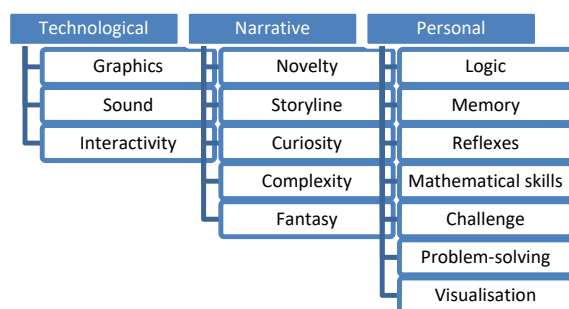 Technological
Graphics
Sound
Interactivity
Narrative
Novelty
Storyline
Curiosity
Complexity
Fantasy
Personal
Logic
Memory
Reflexes
Mathematical skills
Challenge
Problem-solving
Visualisation